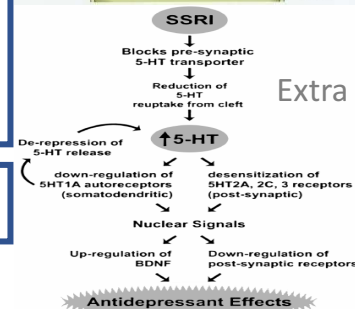 SSRI
Blocks pre-synaptic
5-HT transporter
Reduction of
5-HT
reuptake from cleft
Extra
De-repression of
5-HT release
↑5-HT
down-regulation of
5HT1A autoreceptors
(somatodendritic)
desensitization of
5HT2A, 2C, 3 receptors
(post-synaptic)
Nuclear Signals
Up-regulation of
BDNF
Down-regulation of
post-synaptic receptors
Antidepressant Effects